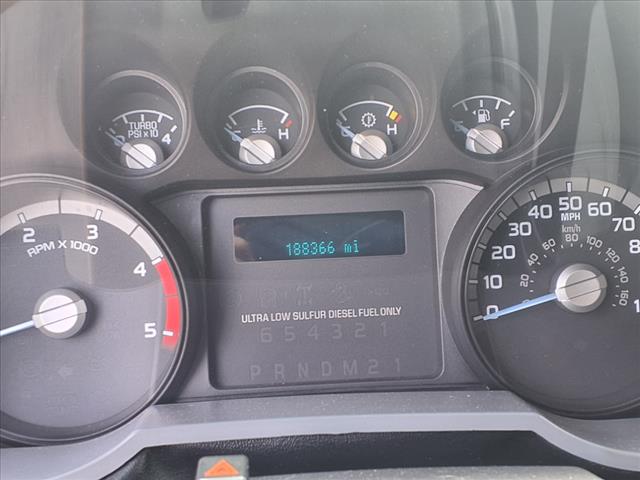 TURBO
PSI x 10
4
H
H
F
2 3 4 5
RPM X 1000
188366 mi
ULTRA LOW SULFUR DIESEL FUEL ONLY
6 5 4 3 2 1
P R N D M 2 1
0 10 20 30 40 50 60 70
MPH
km/h
20 40 60 80 100 120 140 160